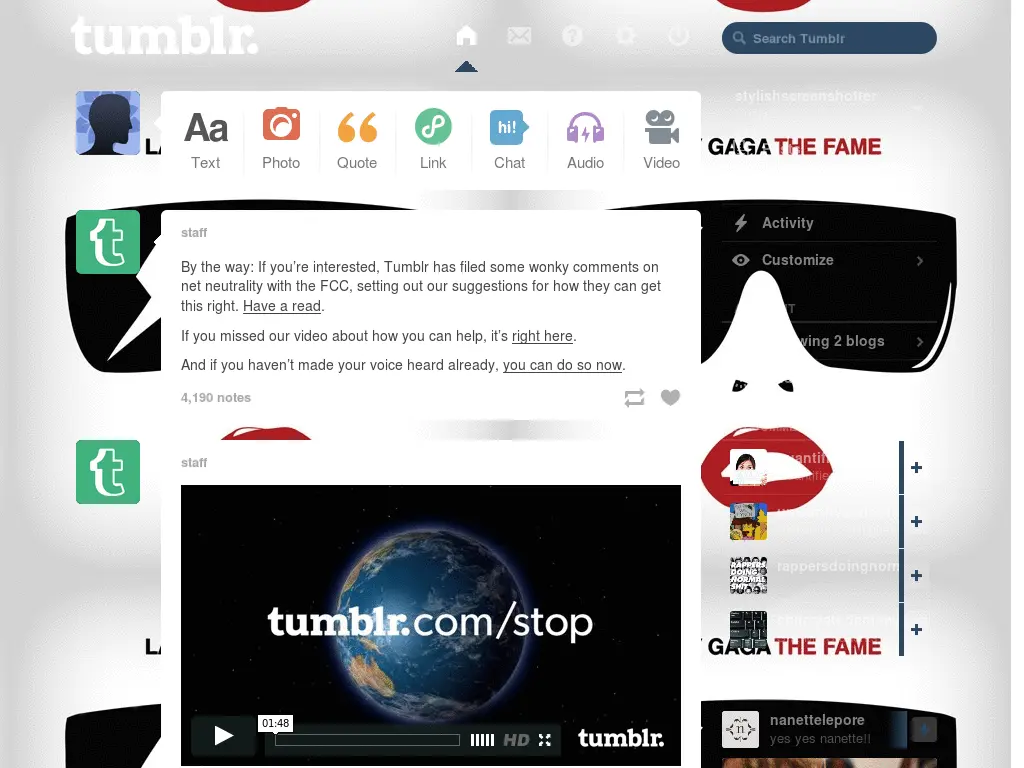 tumblr.
Search Tumblr
stylishscreenshotter
Aa
hi!
Text
Photo
Quote
Link
Chat
Audio
Video
GAGA THE FAME
staff
By the way: If you’re interested, Tumblr has filed some wonky comments on
net neutrality with the FCC, setting out our suggestions for how they can get
this right. Have a read.
If you missed our video about how you can help, it’s right here.
And if you haven’t made your voice heard already, you can do so now.
4,190 notes
Activity
Customize
wing 2 blogs
staff
tumblr.com/stop
01:48
HD
tumblr.
RAPPERS
DOING
NORMAL
SHIT
rappersdoingnorm
GAGA THE FAME
nanettelepore
yes yes nanette!!